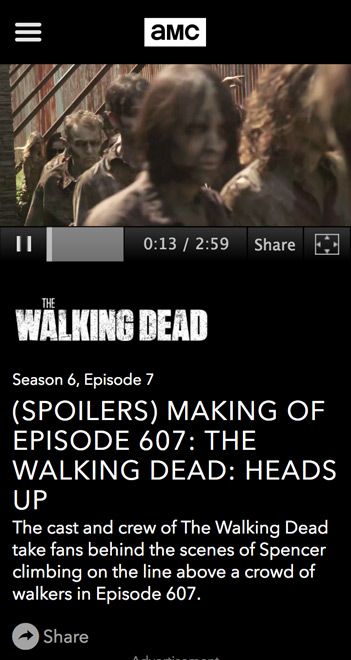 aMC
0:13 / 2:59
Share
THE
WALKING DEAD
Season 6, Episode 7
(SPOILERS) MAKING OF
EPISODE 607: THE
WALKING DEAD: HEADS
UP
The cast and crew of The Walking Dead
take fans behind the scenes of Spencer
climbing on the line above a crowd of
walkers in Episode 607.
Share
Advertisement